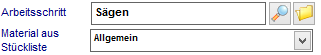 Arbeitsschritt Sägen
Material aus
Stückliste Allgemein